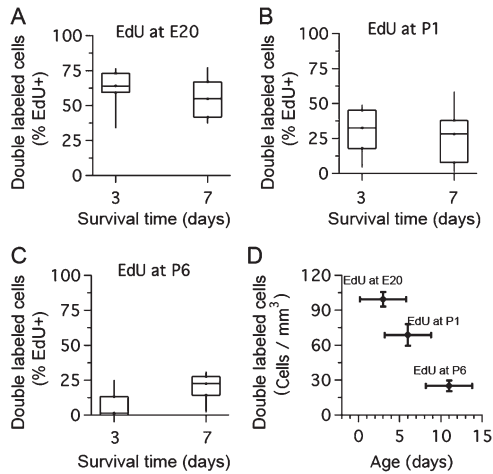 A
EdU at E20
Double labeled cells
(% EdU+)
100
75
50
25
0
3
7
Survival time (days)
B
EdU at P1
Double labeled cells
(% EdU+)
100
75
50
25
0
3
7
Survival time (days)
C
EdU at P6
Double labeled cells
(% EdU+)
100
75
50
25
0
3
7
Survival time (days)
D
Double labeled cells
(Cells / mm³)
120
90
60
30
0
EdU at E20
EdU at P1
EdU at P6
0
5
10
15
Age (days)